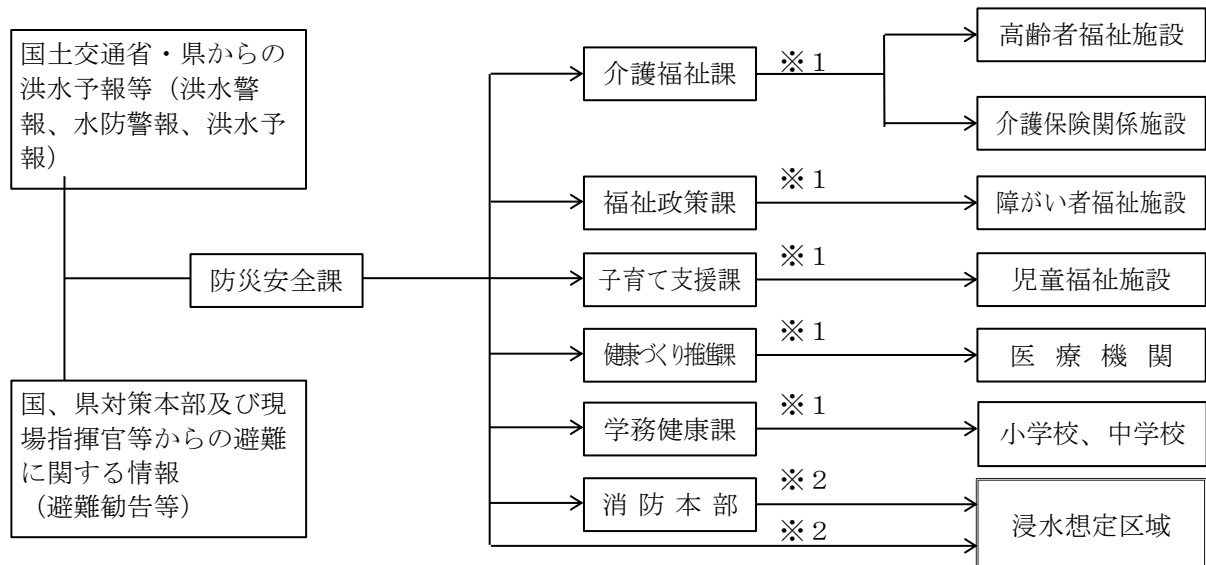 国土交通省・県からの
洪水予報等（洪水警
報、水防警報、洪水予
報）
国、県対策本部及び現
場指揮官等からの避難
に関する情報
（避難勧告等）
防災安全課
介護福祉課
※１
高齢者福祉施設
介護保険関係施設
福祉政策課
※１
障がい者福祉施設
子育て支援課
※１
児童福祉施設
健康づくり推進課
※１
医療機関
学務健康課
※１
小学校、中学校
消防本部
※２
※２
浸水想定区域